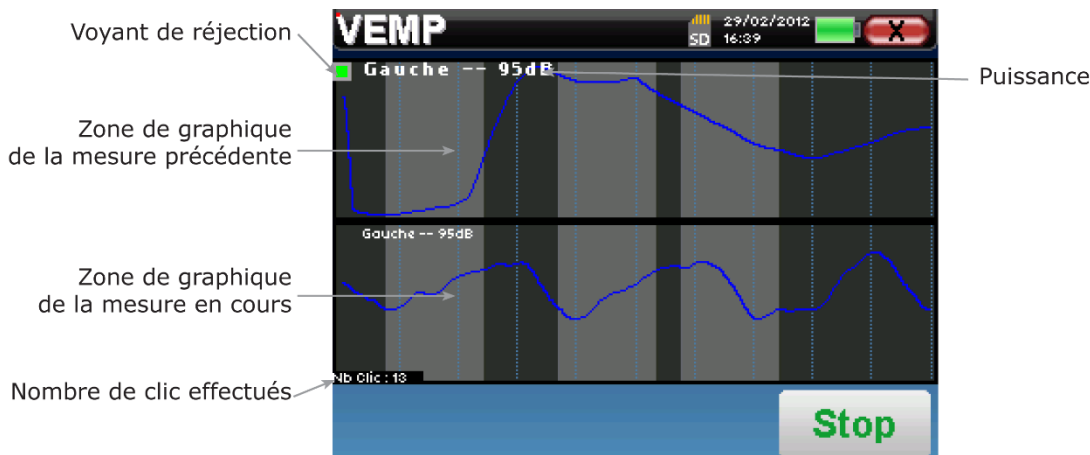 VEMP
SD
29/02/2012
16:39
X
Voyant de réjection
Gauche -- 95dB
Puissance
Zone de graphique
de la mesure précédente
Gauche -- 95dB
Zone de graphique
de la mesure en cours
Nombre de clic effectués
Nb Clic : 13
Stop